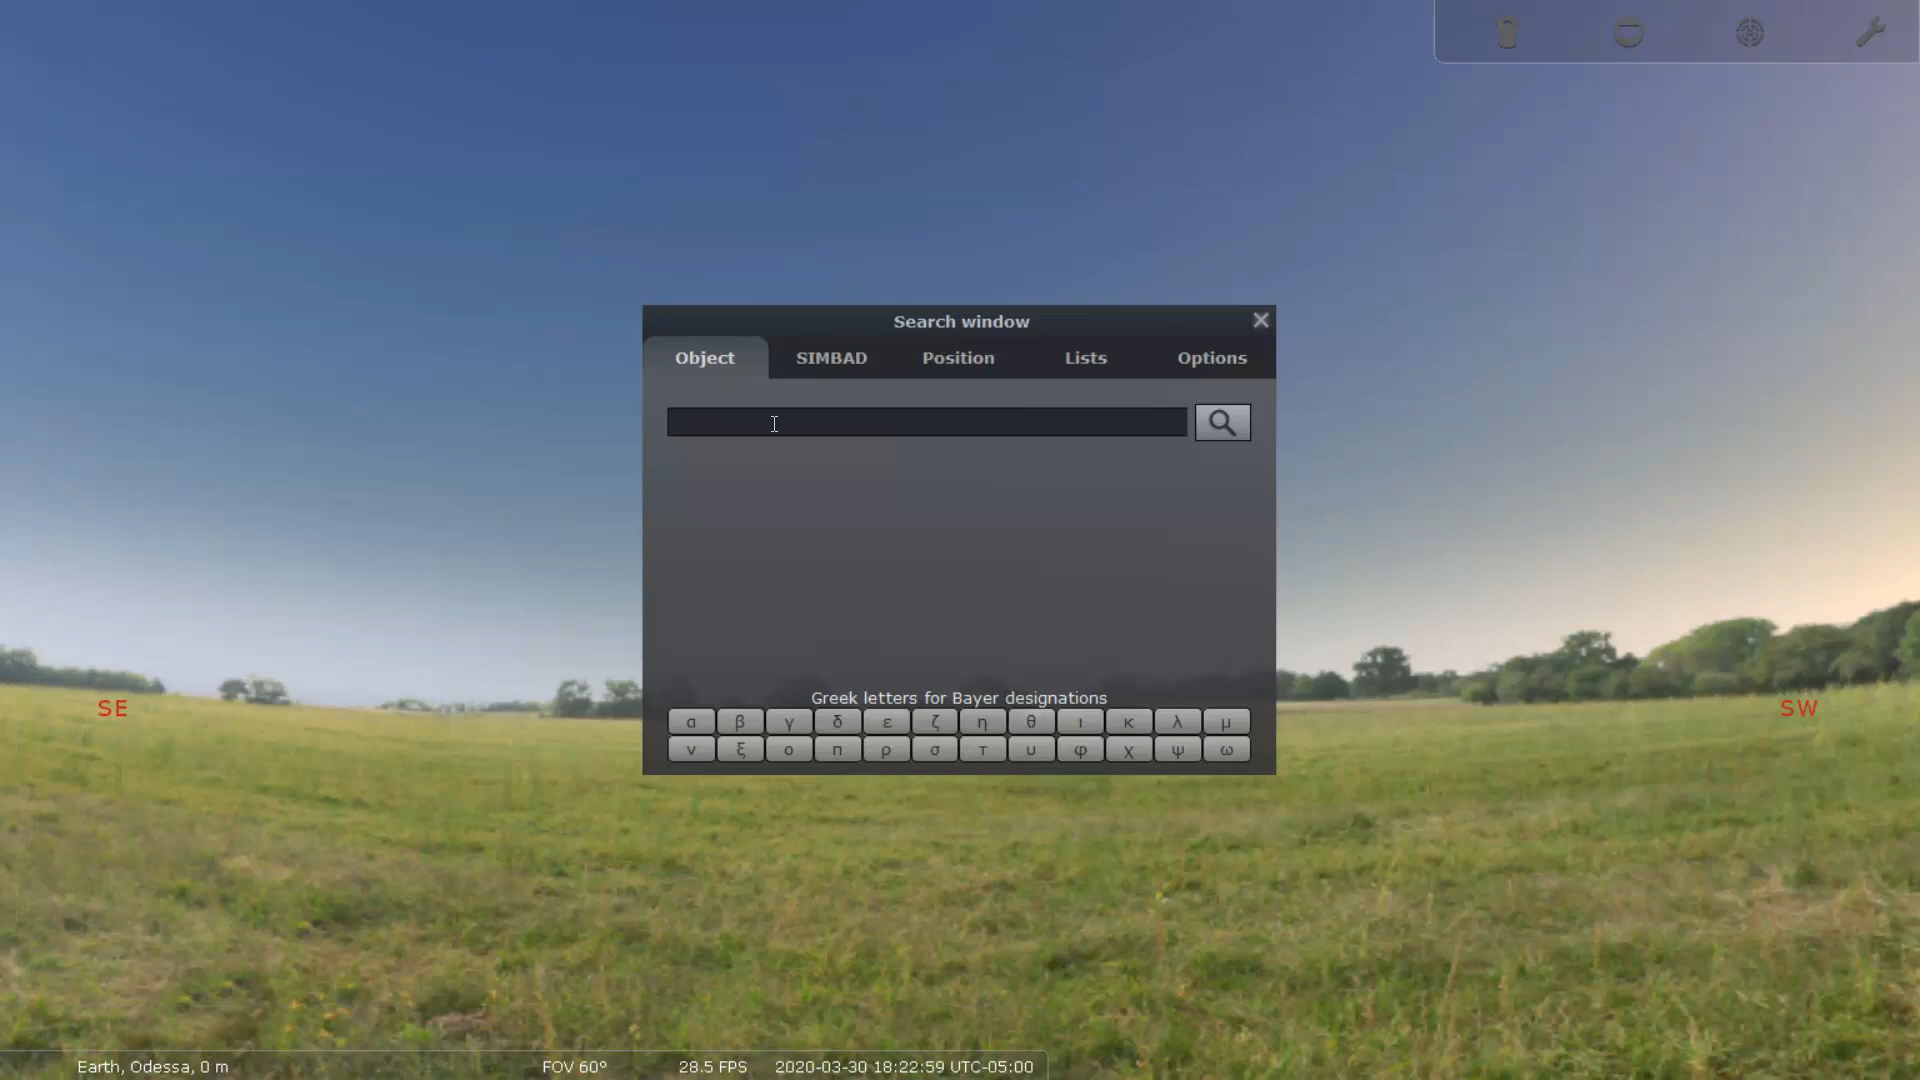 Search window
Object SIMBAD Position Lists Options
Greek letters for Bayer designations
α β γ δ ε ζ η θ ι κ λ μ
ν ξ ο π ρ σ τ υ φ χ ψ ω
SE SW
Earth, Odessa, 0 m FOV 60° 28.5 FPS 2020-03-30 18:22:59 UTC-05:00